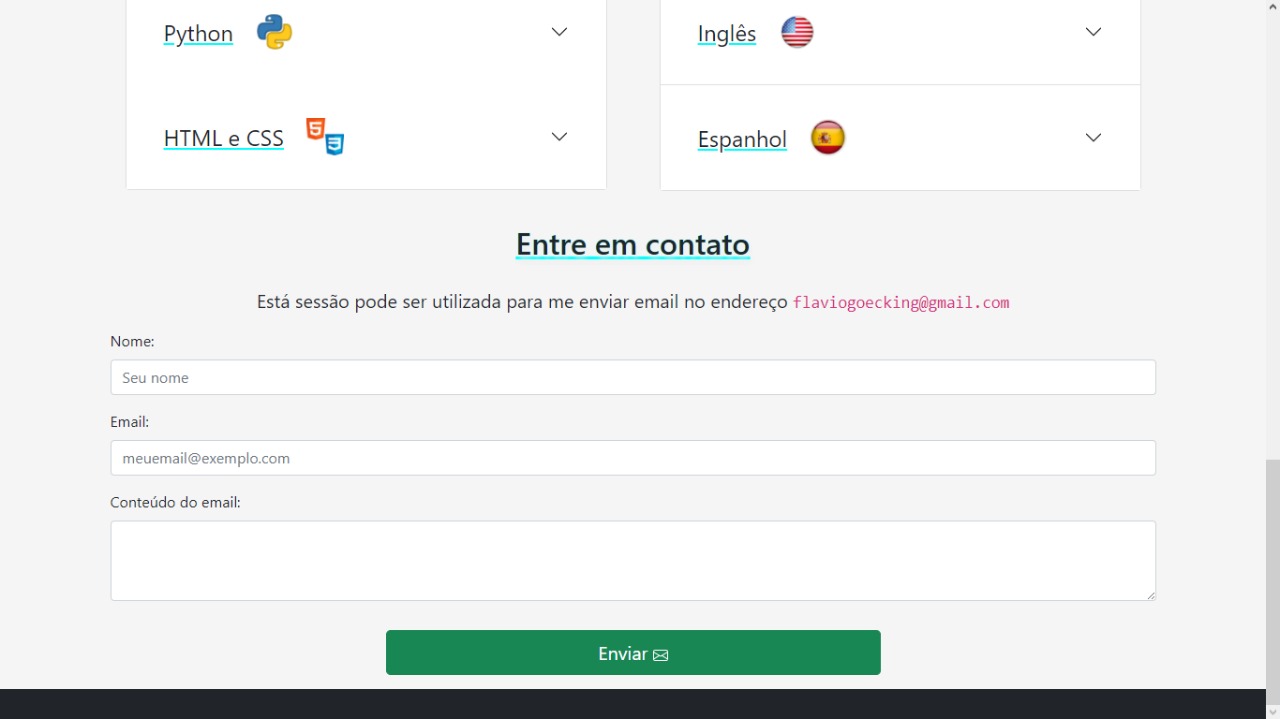 Python
Inglês
HTML e CSS
Espanhol
Entre em contato
Está sessão pode ser utilizada para me enviar email no endereço flaviogoecking@gmail.com
Nome:
Seu nome
Email:
meuemail@exemplo.com
Conteúdo do email:
Enviar